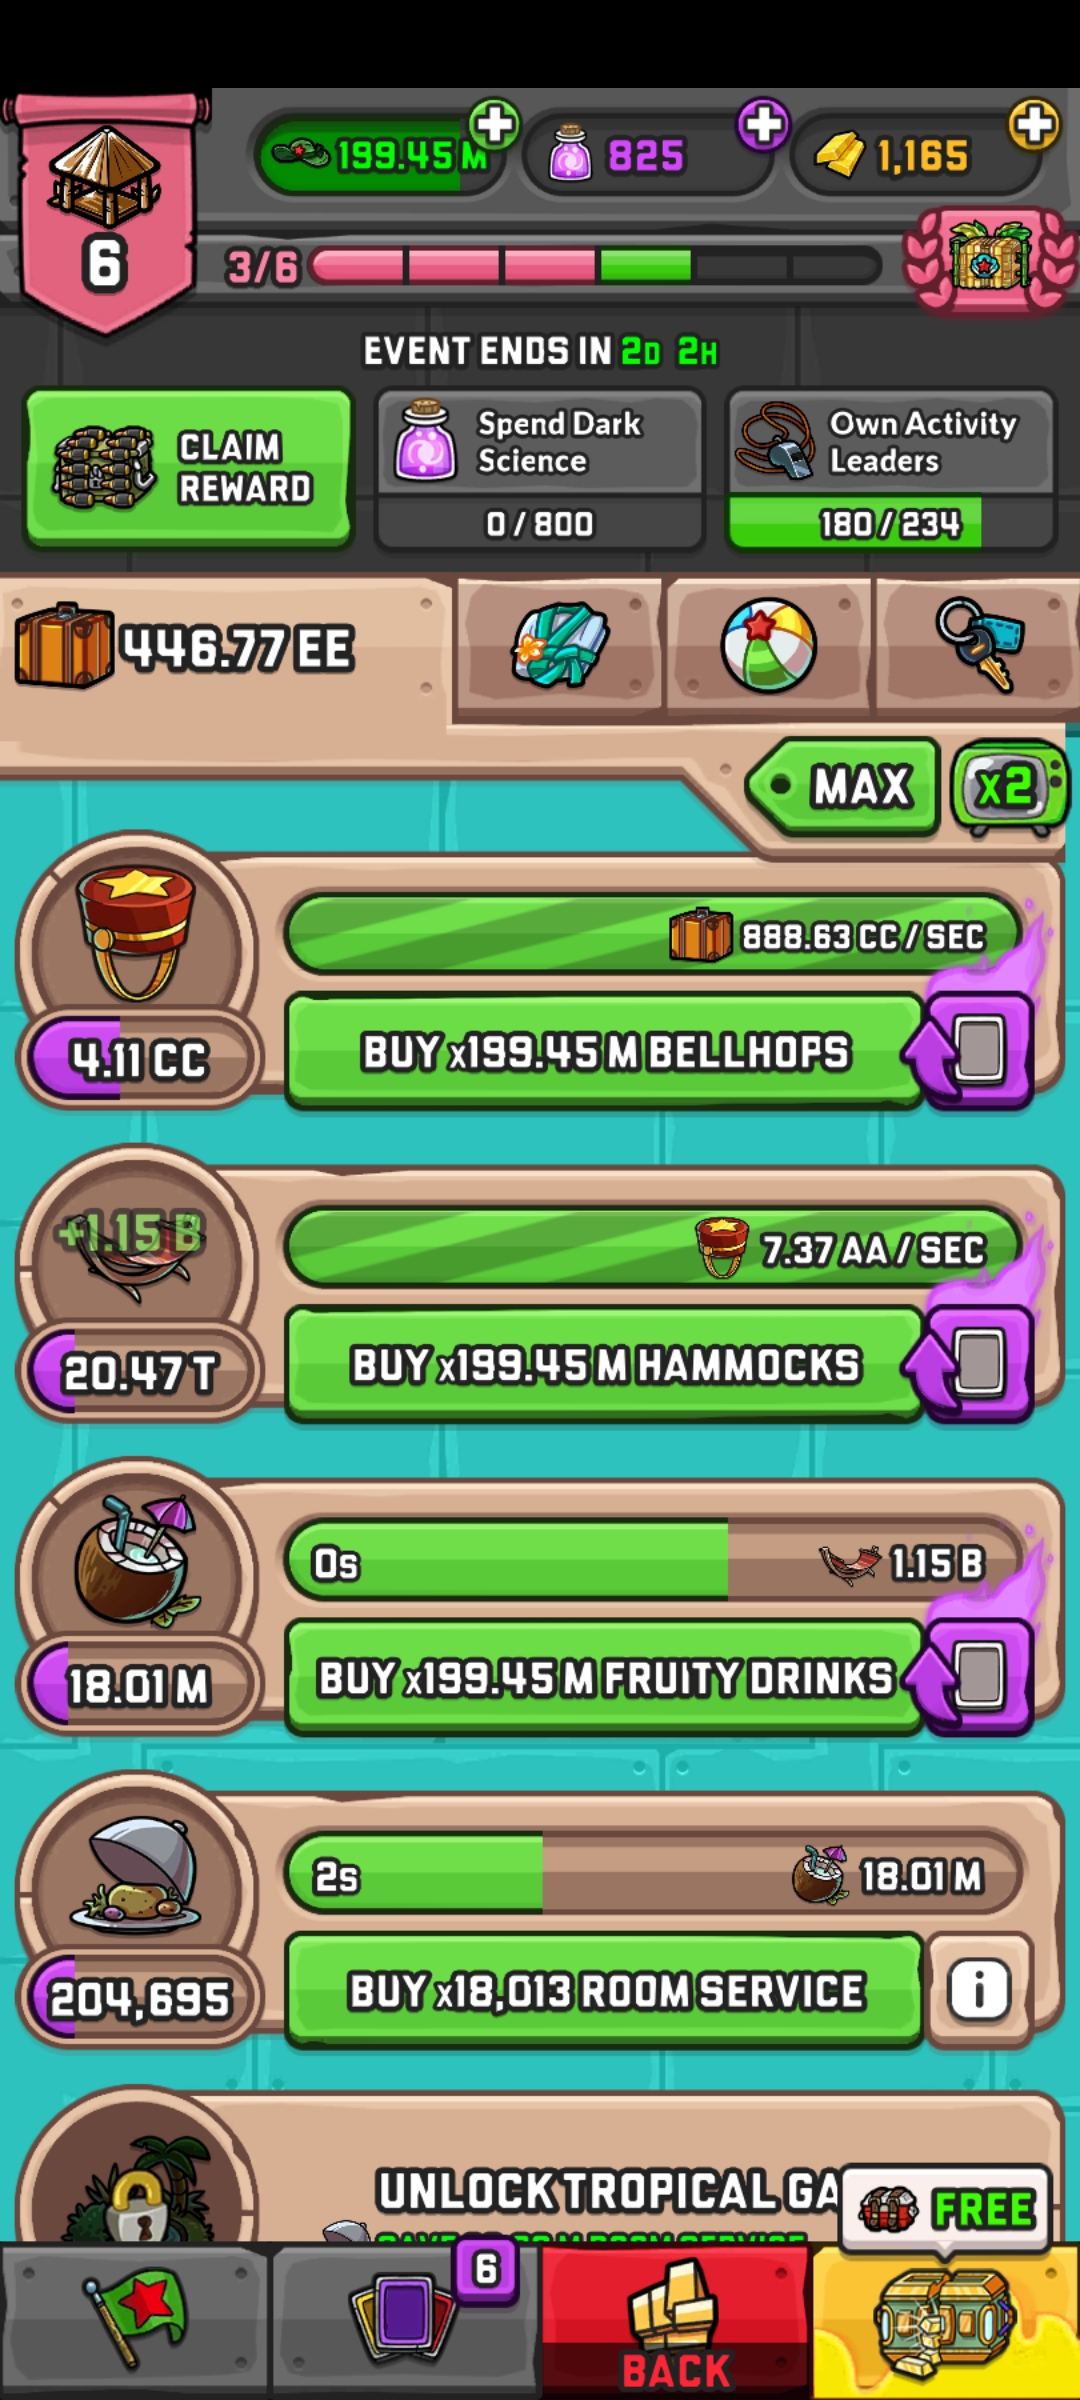 199.45 M
825
1,165
6
3/6
EVENT ENDS IN 2D 2H
CLAIM
REWARD
Spend Dark
Science
0 / 800
Own Activity
Leaders
180 / 234
446.77 EE
MAX
x2
888.63 CC / SEC
4.11 CC
BUY x199.45 M BELLHOPS
+1.15 B
7.37 AA / SEC
20.47 T
BUY x199.45 M HAMMOCKS
0s
1.15 B
18.01 M
BUY x199.45 M FRUITY DRINKS
2s
18.01 M
204,695
BUY x18,013 ROOM SERVICE
i
UNLOCK TROPICAL GA
FREE
6
BACK